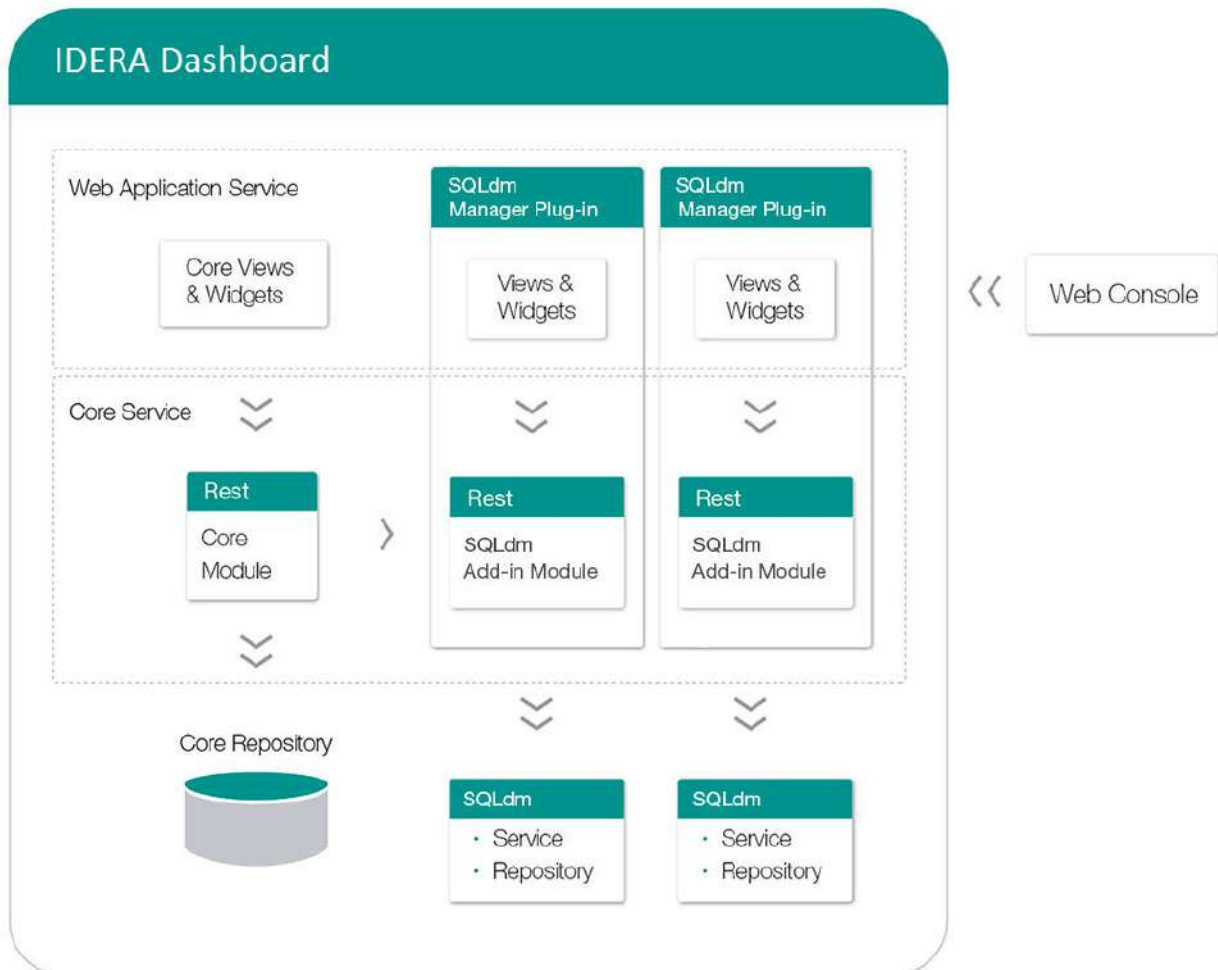 IDERA Dashboard
Web Application Service
Core Views
& Widgets
SQLdm
Manager Plug-in
Views &
Widgets
SQLdm
Manager Plug-in
Views &
Widgets
Web Console
Core Service
Rest
Core
Module
Rest
SQLdm
Add-in Module
Rest
SQLdm
Add-in Module
Core Repository
SQLdm
• Service
• Repository
SQLdm
• Service
• Repository